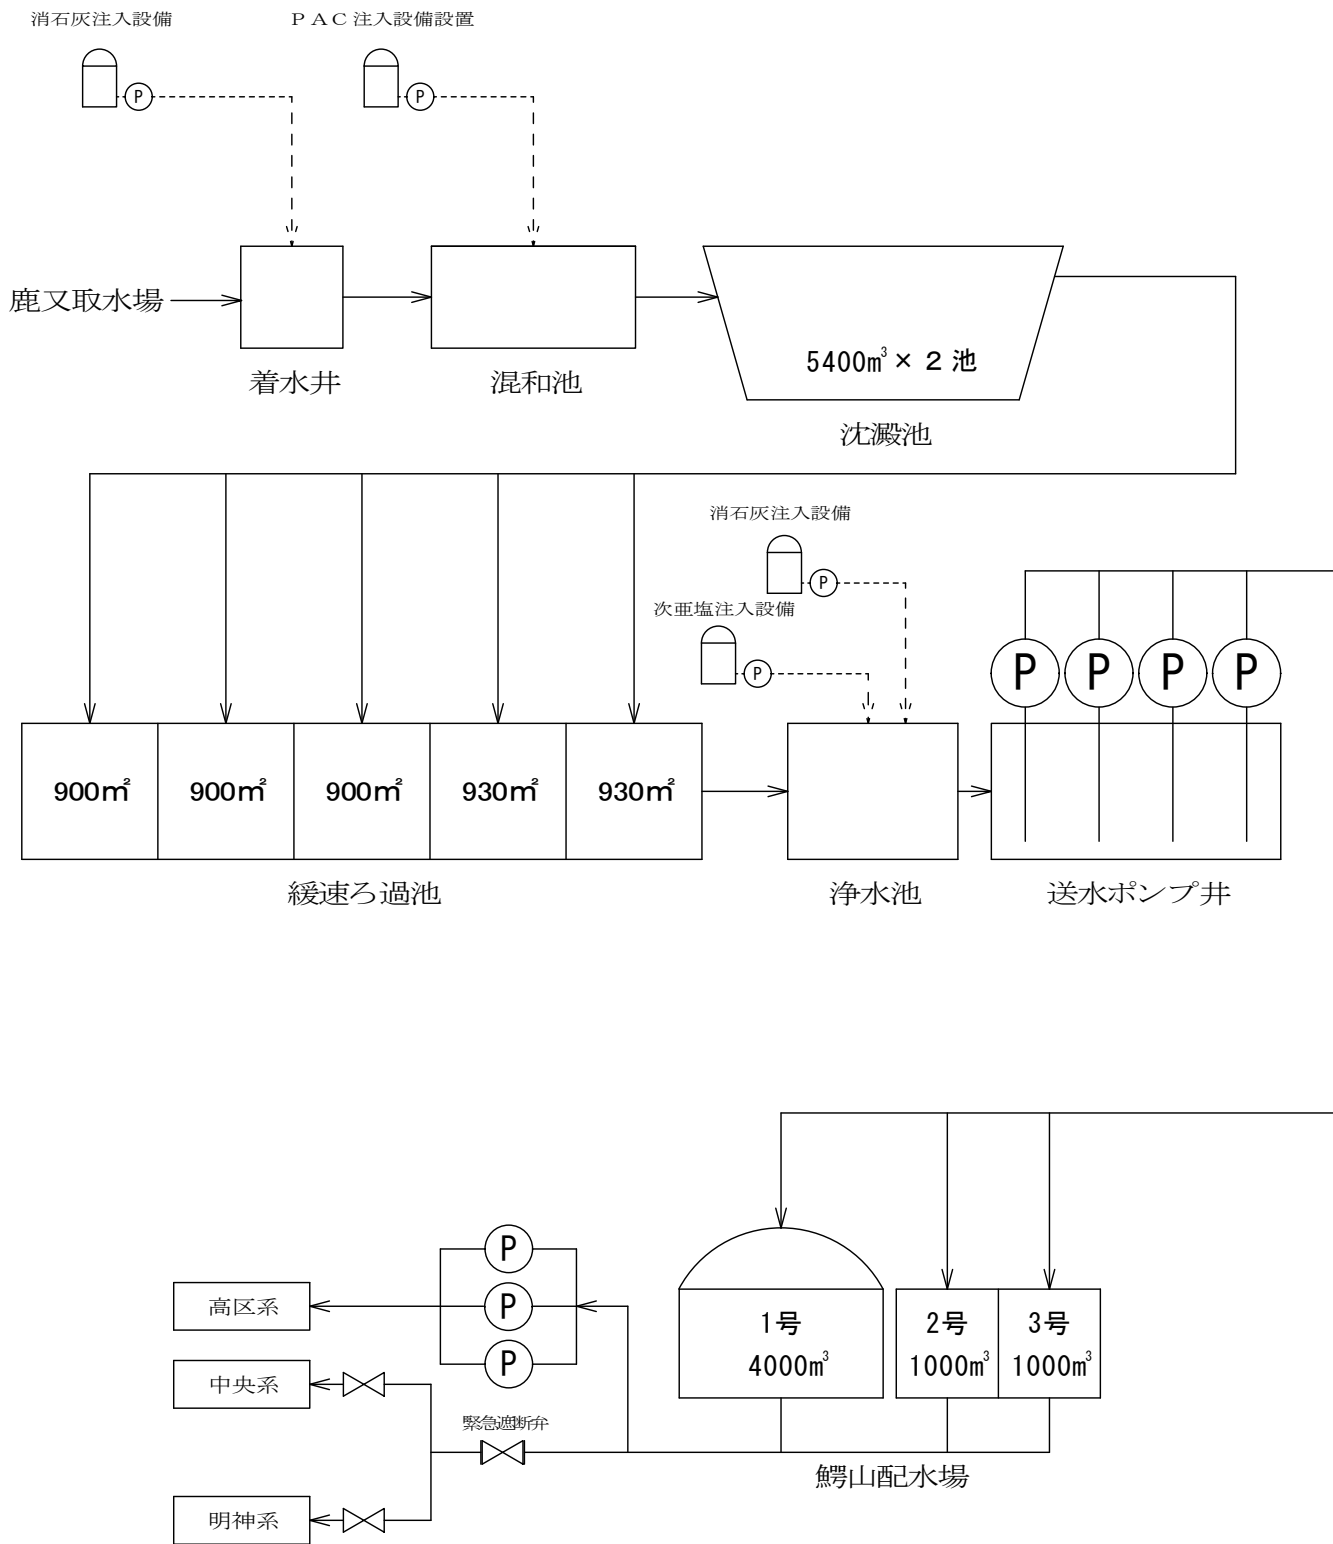 消石灰注入設備
ＰＡＣ注入設備設置
P
P
鹿又取水場
着水井
混和池
5400m³ × 2 池
沈澱池
消石灰注入設備
P
次亜塩注入設備
P
P
P
P
P
900㎡
900㎡
900㎡
930㎡
930㎡
緩速ろ過池
浄水池
送水ポンプ井
P
P
P
高区系
中央系
明神系
緊急遮断弁
1号
4000m³
2号
1000m³
3号
1000m³
鰐山配水場